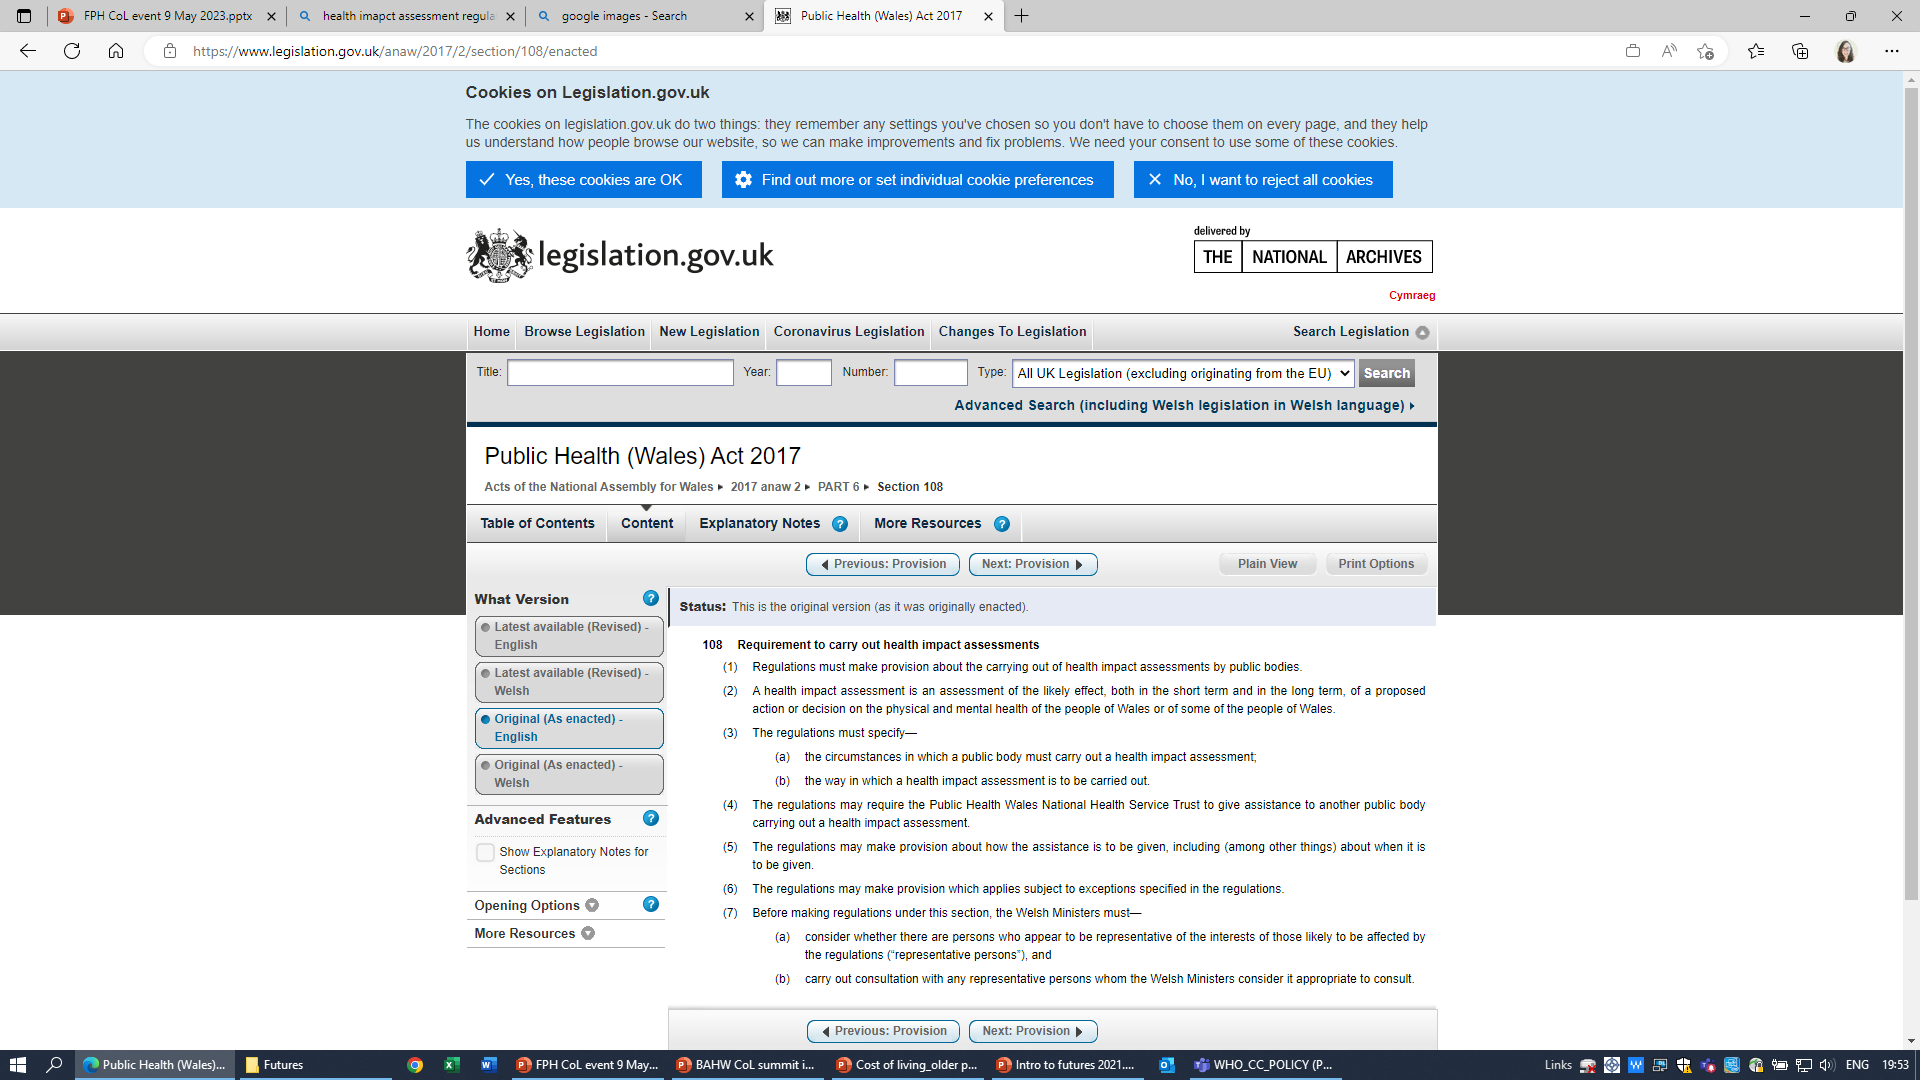 FPH CoL event 9 May 2023.pptx
health imapct assessment regula
google images - Search
Public Health (Wales) Act 2017
https://www.legislation.gov.uk/anaw/2017/2/section/108/enacted
Cookies on Legislation.gov.uk
The cookies on legislation.gov.uk do two things: they remember any settings you've chosen so you don't have to choose them on every page, and they help
us understand how people browse our website, so we can make improvements and fix problems. We need your consent to use some of these cookies.
Yes, these cookies are OK
Find out more or set individual cookie preferences
No, I want to reject all cookies
legislation.gov.uk
delivered by
THE NATIONAL ARCHIVES
Cymraeg
Home
Browse Legislation
New Legislation
Coronavirus Legislation
Changes To Legislation
Search Legislation
Title:
Year:
Number:
Type:
All UK Legislation (excluding originating from the EU)
Search
Advanced Search (including Welsh legislation in Welsh language)
Public Health (Wales) Act 2017
Acts of the National Assembly for Wales
2017 anaw 2
PART 6
Section 108
Table of Contents
Content
Explanatory Notes ?
More Resources ?
Previous: Provision
Next: Provision
Plain View
Print Options
What Version ?
Latest available (Revised) -
English
Latest available (Revised) -
Welsh
Original (As enacted) -
English
Original (As enacted) -
Welsh
Advanced Features ?
Show Explanatory Notes for
Sections
Opening Options ?
More Resources
Status: This is the original version (as it was originally enacted).
108 Requirement to carry out health impact assessments
(1) Regulations must make provision about the carrying out of health impact assessments by public bodies.
(2) A health impact assessment is an assessment of the likely effect, both in the short term and in the long term, of a proposed
action or decision on the physical and mental health of the people of Wales or of some of the people of Wales.
(3) The regulations must specify—
(a) the circumstances in which a public body must carry out a health impact assessment;
(b) the way in which a health impact assessment is to be carried out.
(4) The regulations may require the Public Health Wales National Health Service Trust to give assistance to another public body
carrying out a health impact assessment.
(5) The regulations may make provision about how the assistance is to be given, including (among other things) about when it is
to be given.
(6) The regulations may make provision which applies subject to exceptions specified in the regulations.
(7) Before making regulations under this section, the Welsh Ministers must—
(a) consider whether there are persons who appear to be representative of the interests of those likely to be affected by
the regulations (“representative persons”), and
(b) carry out consultation with any representative persons whom the Welsh Ministers consider it appropriate to consult.
Previous: Provision
Next: Provision
Public Health (Wales)...
Futures
FPH CoL event 9 May...
BAHW CoL summit i...
Cost of living_older p...
Intro to futures 2021....
WHO_CC_POLICY (P...
Links
ENG
19:53